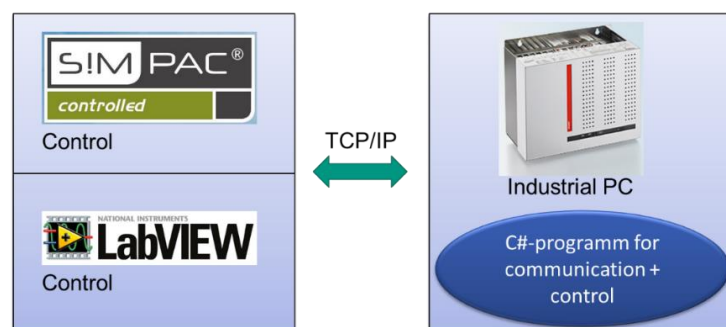 S!M PAC®
controlled
Control
TCP/IP
NATIONAL INSTRUMENTS
LabVIEW
Control
Industrial PC
C#-programm for
communication +
control